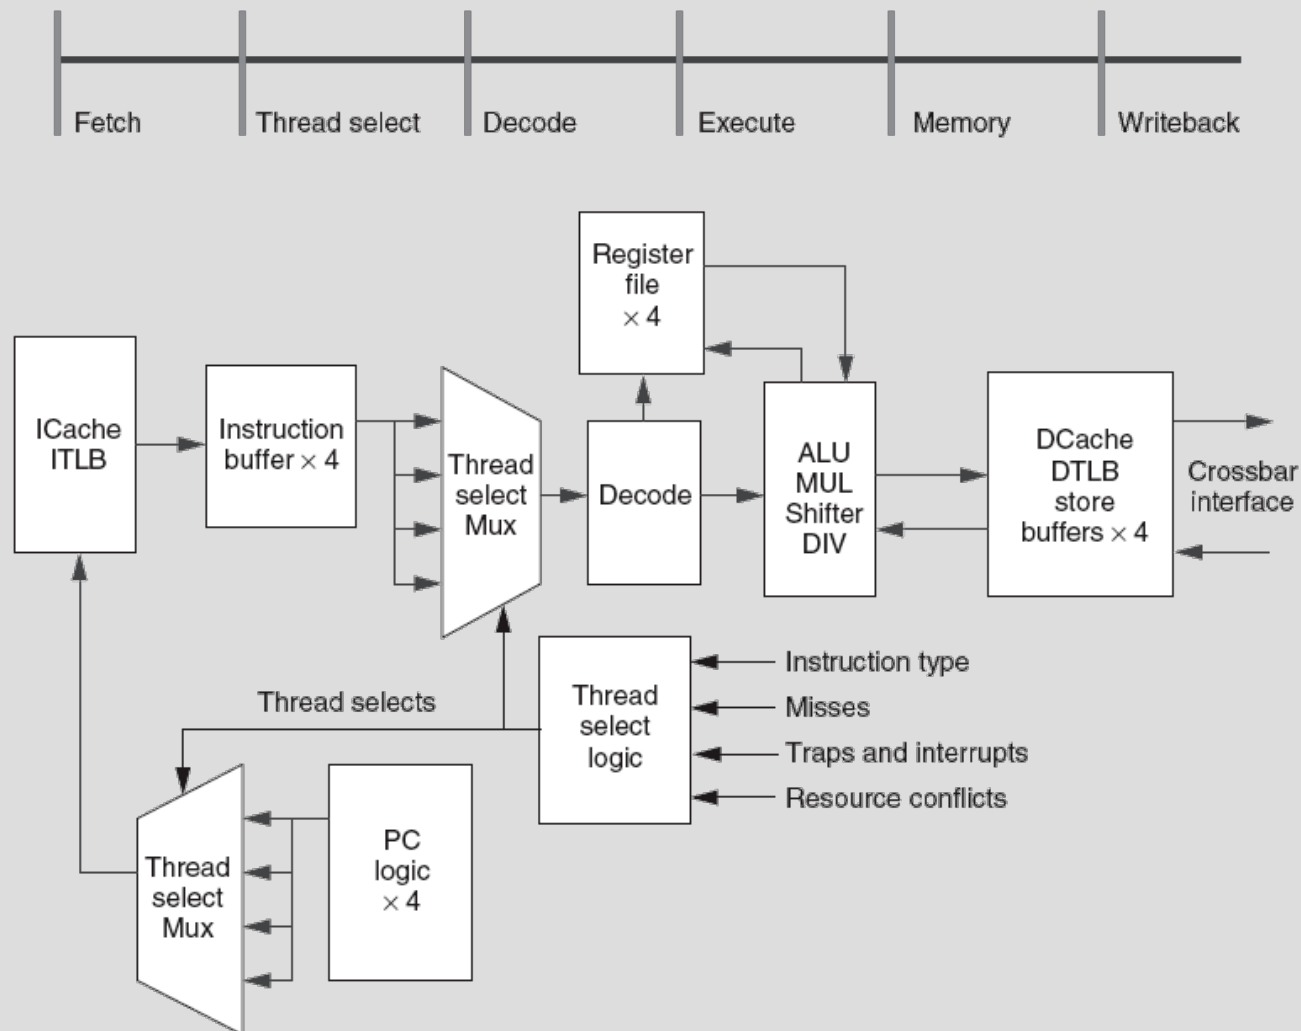 Fetch
Thread select
Decode
Execute
Memory
Writeback
Register
file
× 4
ICache
ITLB
Instruction
buffer × 4
Thread
select
Mux
Decode
ALU
MUL
Shifter
DIV
DCache
DTLB
store
buffers × 4
Crossbar
interface
Thread selects
Thread
select
logic
Instruction type
Misses
Traps and interrupts
Resource conflicts
Thread
select
Mux
PC
logic
× 4